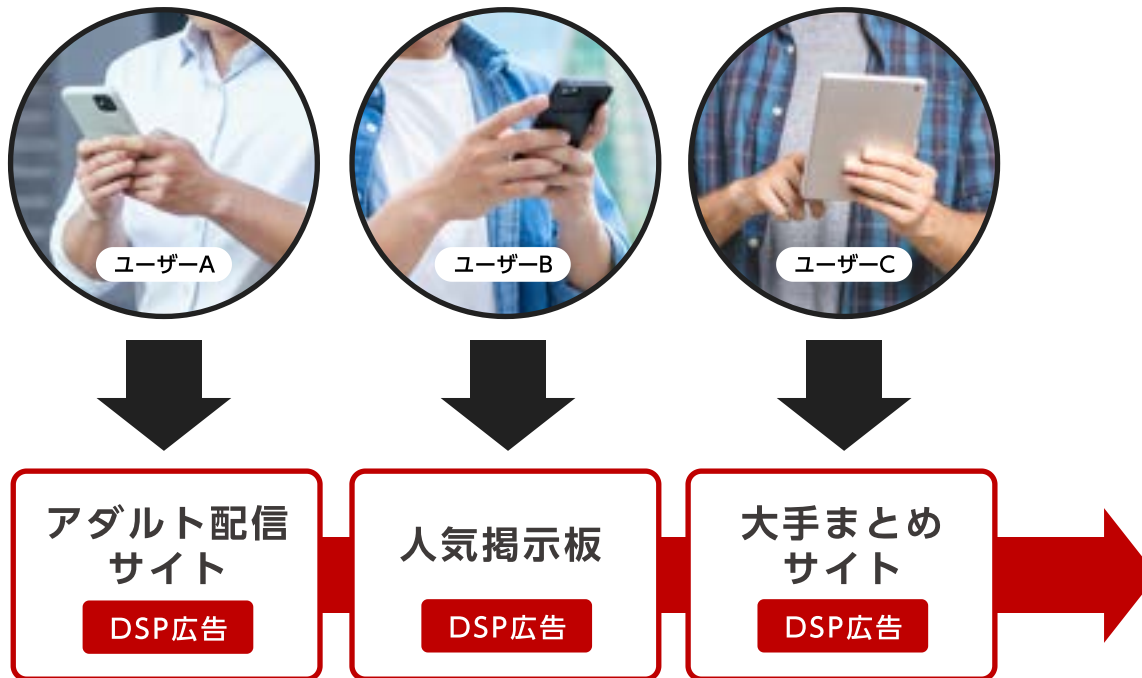 ユーザーA
ユーザーB
ユーザーC
アダルト配信
サイト
DSP広告
人気掲示板
DSP広告
大手まとめ
サイト
DSP広告